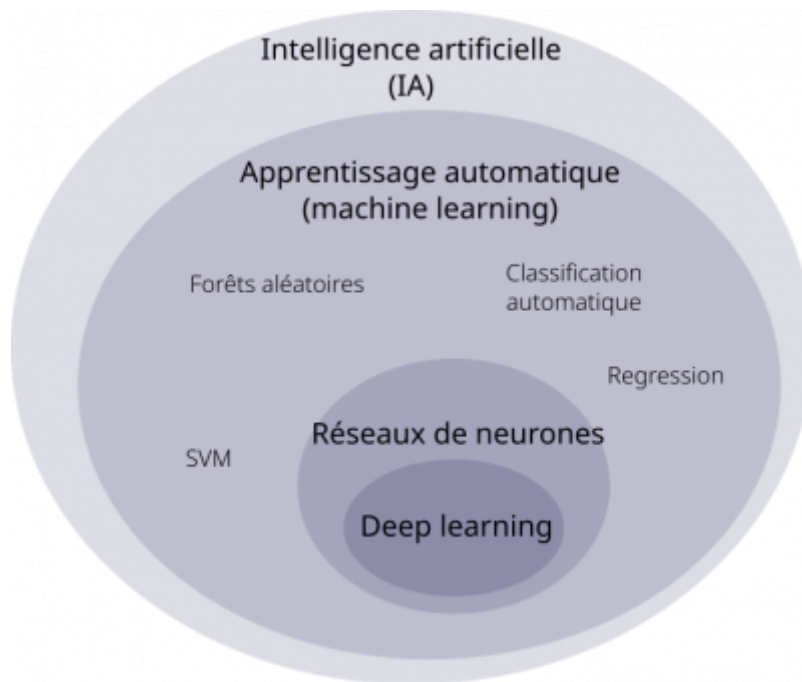 Intelligence artificielle
(IA)
Apprentissage automatique
(machine learning)
Forêts aléatoires
Classification
automatique
Regression
Réseaux de neurones
SVM
Deep learning